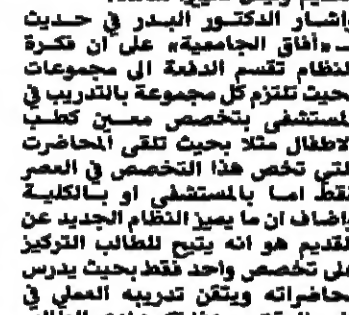 واشار الدكتور البدر في حديث
لـ «آفاق الجامعية» على ان فكرة
النظام تقسم الدفعة الى مجموعات
بحيث تلتزم كل مجموعة بالتدريب في
المستشفى بتخصص معين كطب
الاطفال مثلا بحيث تلقى المحاضرت
التي تخص هذا التخصص في العصر
فقط اما بالمستشفى او بالكلية
واضاف ان ما يميز النظام الجديد عن
القديم هو انه يتيح للطالب التركيز
على تخصص واحد فقط بحيث يدرس
محاضراته ويتقن تدريبه العملي في